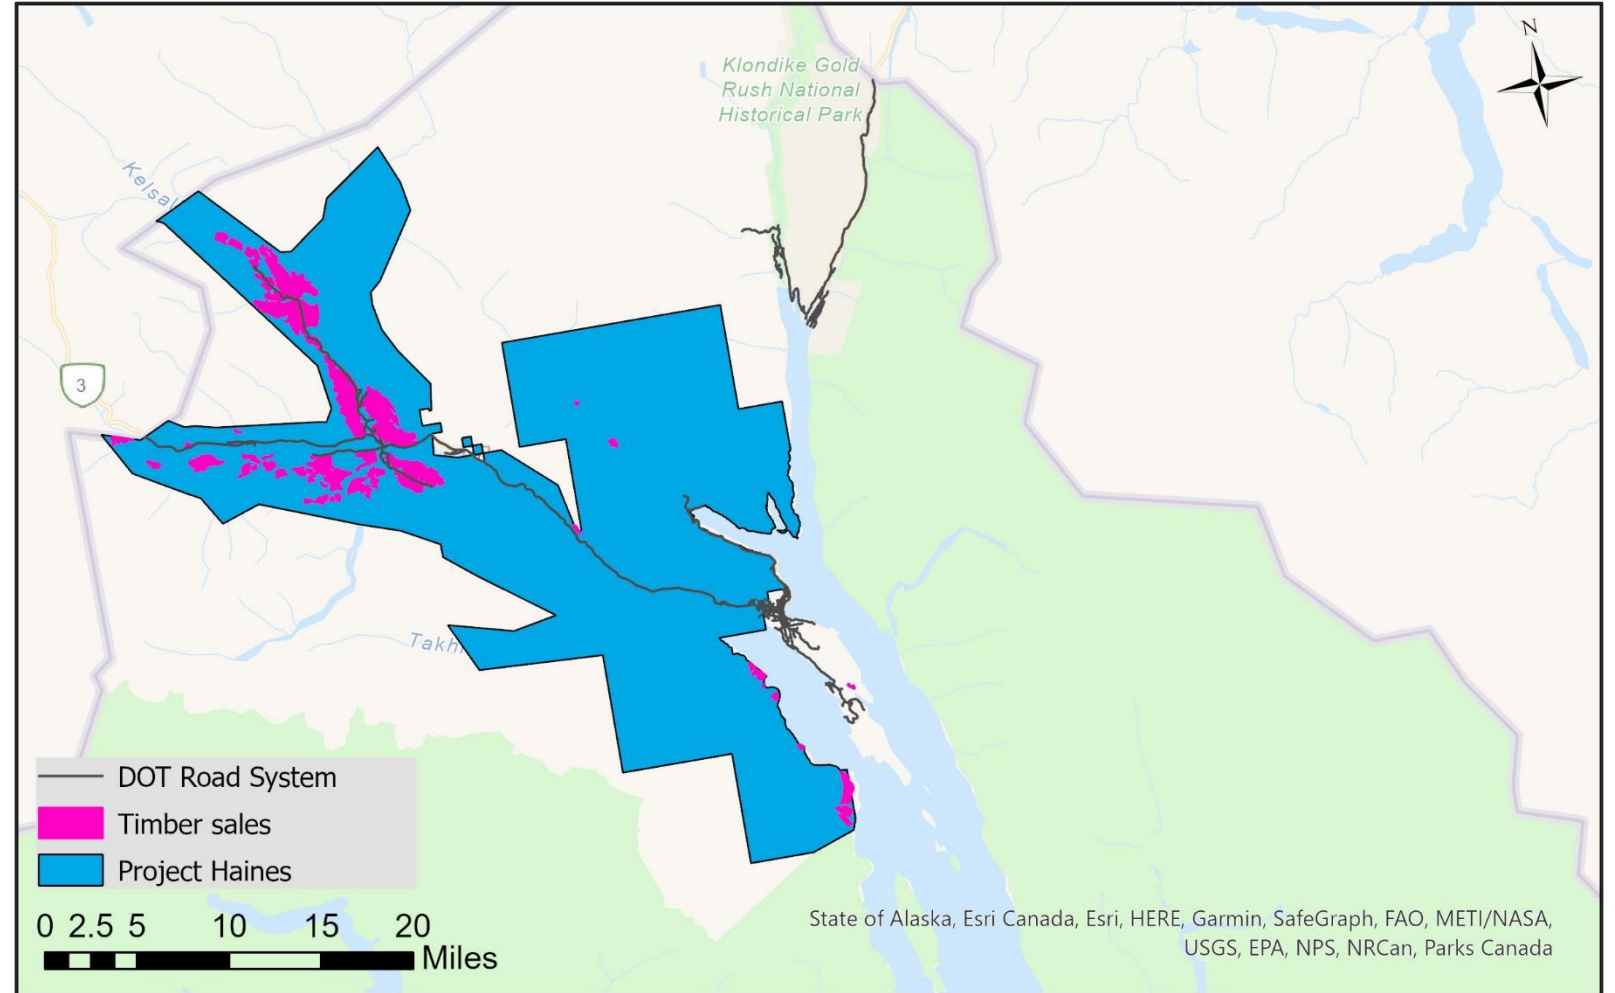 N
Klondike Gold
Rush National
Historical Park
3
DOT Road System
Timber sales
Project Haines
0 2.5 5 10 15 20
Miles
State of Alaska, Esri Canada, Esri, HERE, Garmin, SafeGraph, FAO, METI/NASA,
USGS, EPA, NPS, NRCan, Parks Canada